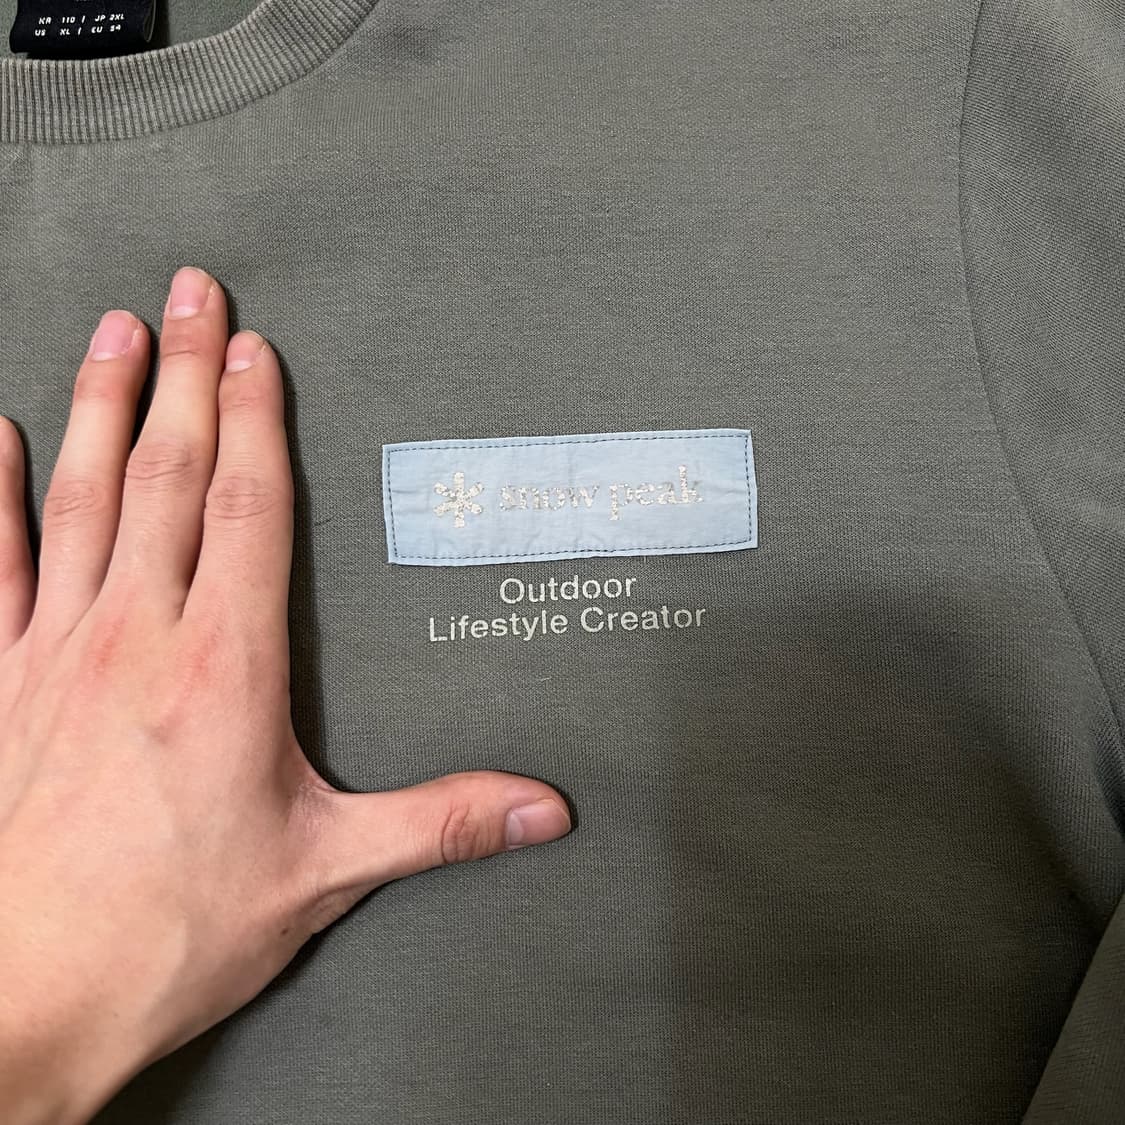 KR 110 / JP 2XL
US XL / EU 54
snow peak
Outdoor
Lifestyle Creator